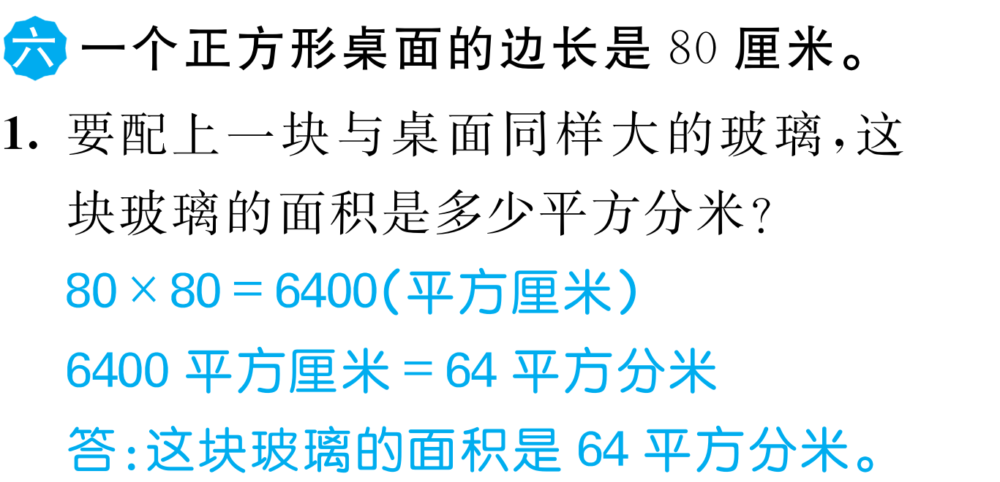 六 一个正方形桌面的边长是 80 厘米。
1. 要配上一块与桌面同样大的玻璃,这
块玻璃的面积是多少平方分米?
80 × 80 = 6400(平方厘米)
6400 平方厘米 = 64 平方分米
答:这块玻璃的面积是 64 平方分米。